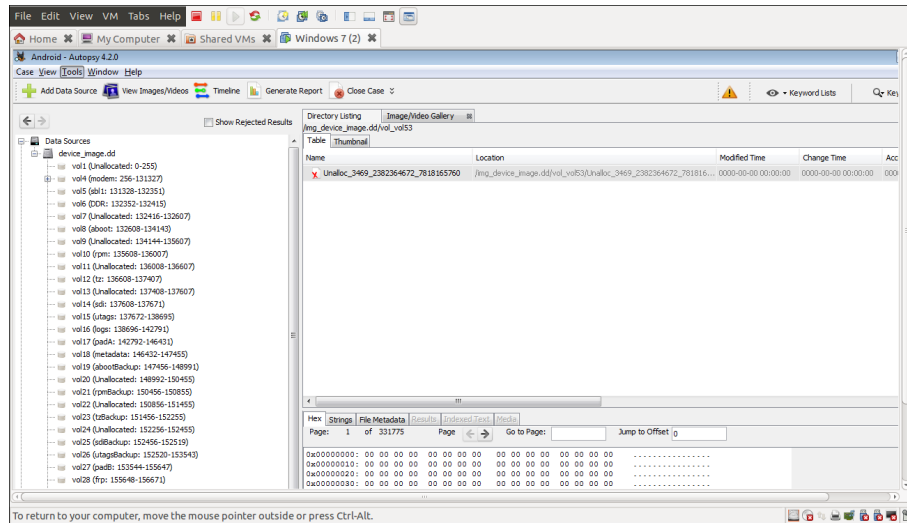 File Edit View VM Tabs Help
Home My Computer Shared VMs Windows 7 (2)
Android - Autopsy 4.2.0
Case View Tools Window Help
Add Data Source View Images/Videos Timeline Generate Report Close Case Keyword Lists Key
Show Rejected Results
Directory Listing Image/Video Gallery
/img_device_image.dd/vol_vol53
Table Thumbnail
Name Location Modified Time Change Time Acc
Unalloc_3469_2382364672_7818165760 /img_device_image.dd/vol_vol53/Unalloc_3469_2382364672_781816... 0000-00-00 00:00:00 0000-00-00 00:00:00 000
Data Sources
device_image.dd
vol1 (Unallocated: 0-255)
vol4 (modem: 256-131327)
vol5 (sbl1: 131328-132351)
vol6 (DDR: 132352-132415)
vol7 (Unallocated: 132416-132607)
vol8 (aboot: 132608-134143)
vol9 (Unallocated: 134144-135607)
vol10 (rpm: 135608-136007)
vol11 (Unallocated: 136008-136607)
vol12 (tz: 136608-137407)
vol13 (Unallocated: 137408-137607)
vol14 (sdi: 137608-137671)
vol15 (utags: 137672-138695)
vol16 (logs: 138696-142791)
vol17 (padA: 142792-146431)
vol18 (metadata: 146432-147455)
vol19 (abootBackup: 147456-148991)
vol20 (Unallocated: 148992-150455)
vol21 (rpmBackup: 150456-150855)
vol22 (Unallocated: 150856-151455)
vol23 (tzBackup: 151456-152255)
vol24 (Unallocated: 152256-152455)
vol25 (sdiBackup: 152456-152519)
vol26 (utagsBackup: 152520-153543)
vol27 (padB: 153544-155647)
vol28 (frp: 155648-156671)
Hex Strings File Metadata Results Indexed Text Media
Page: 1 of 331775 Page Go to Page: Jump to Offset 0
0x00000000: 00 00 00 00 00 00 00 00 00 00 00 00 00 00 00 00 ................
0x00000010: 00 00 00 00 00 00 00 00 00 00 00 00 00 00 00 00 ................
0x00000020: 00 00 00 00 00 00 00 00 00 00 00 00 00 00 00 00 ................
0x00000030: 00 00 00 00 00 00 00 00 00 00 00 00 00 00 00 00 ................
To return to your computer, move the mouse pointer outside or press Ctrl-Alt.